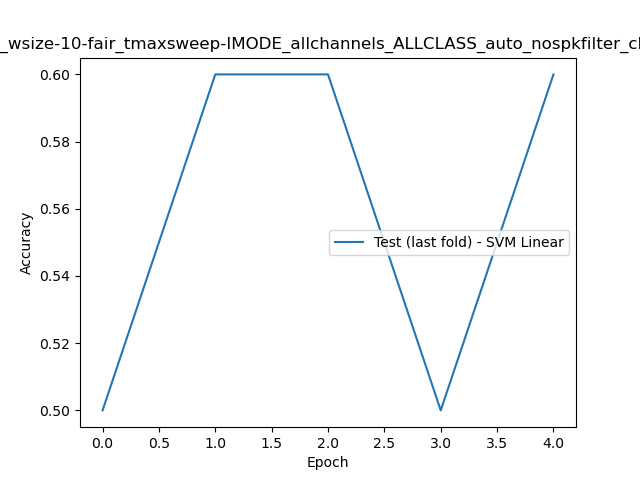 _wsize-10-fair_tmaxsweep-IMODE_allchannels_ALLCLASS_auto_nospkfilter_cl
0.60
0.58
0.56
0.54
0.52
0.50
Accuracy
Test (last fold) - SVM Linear
0.0 0.5 1.0 1.5 2.0 2.5 3.0 3.5 4.0
Epoch